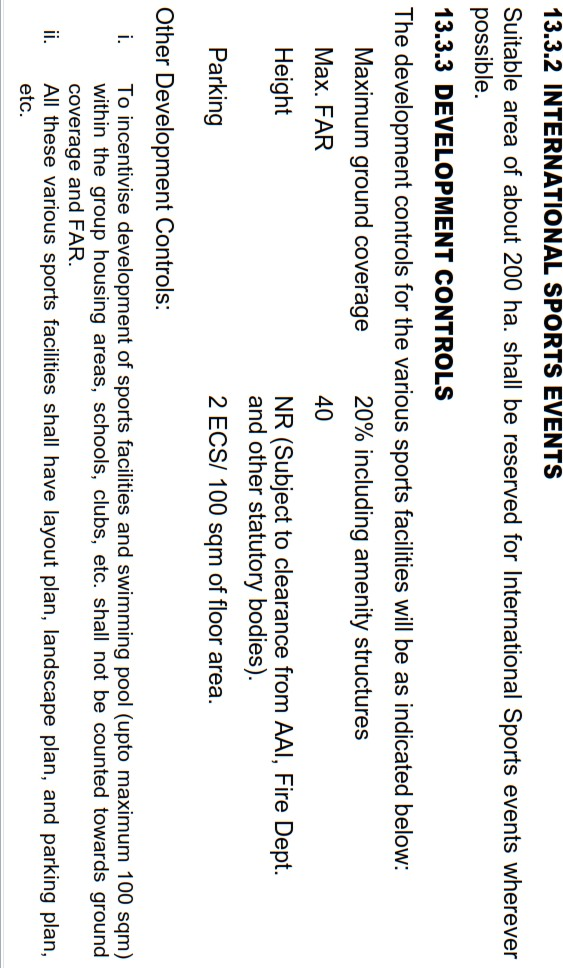 13.3.2 INTERNATIONAL SPORTS EVENTS
Suitable area of about 200 ha. shall be reserved for International Sports events wherever
possible.
13.3.3 DEVELOPMENT CONTROLS
The development controls for the various sports facilities will be as indicated below:
Maximum ground coverage 20% including amenity structures
Max. FAR 40
Height NR (Subject to clearance from AAI, Fire Dept.
and other statutory bodies).
Parking 2 ECS/ 100 sqm of floor area.
Other Development Controls:
i. To incentivise development of sports facilities and swimming pool (upto maximum 100 sqm)
within the group housing areas, schools, clubs, etc. shall not be counted towards ground
coverage and FAR.
ii. All these various sports facilities shall have layout plan, landscape plan, and parking plan,
etc.